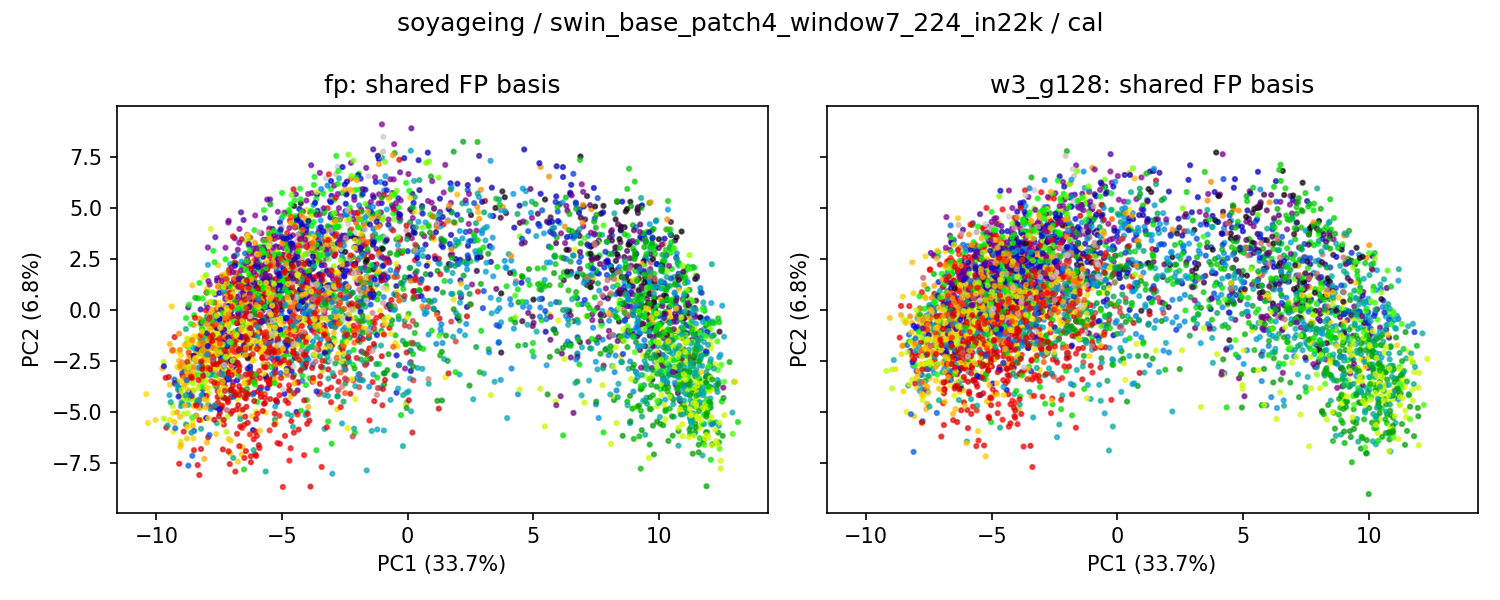 soyageing / swin_base_patch4_window7_224_in22k / cal
fp: shared FP basis
w3_g128: shared FP basis
PC2 (6.8%)
7.5
5.0
2.5
0.0
−2.5
−5.0
−7.5
−10
−5
0
5
10
PC1 (33.7%)
PC2 (6.8%)
−10
−5
0
5
10
PC1 (33.7%)